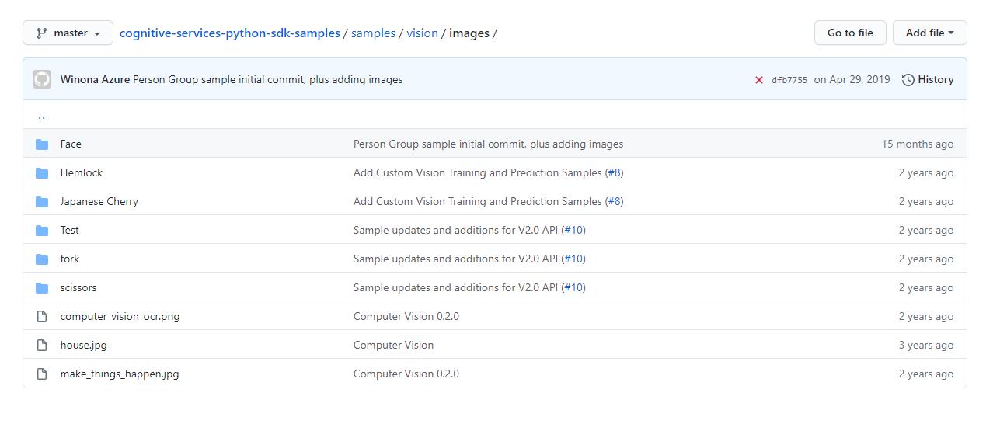 master cognitive-services-python-sdk-samples / samples / vision / images / Go to file Add file
Winona Azure Person Group sample initial commit, plus adding images dfb7755 on Apr 29, 2019 History
..
Face Person Group sample initial commit, plus adding images 15 months ago
Hemlock Add Custom Vision Training and Prediction Samples (#8) 2 years ago
Japanese Cherry Add Custom Vision Training and Prediction Samples (#8) 2 years ago
Test Sample updates and additions for V2.0 API (#10) 2 years ago
fork Sample updates and additions for V2.0 API (#10) 2 years ago
scissors Sample updates and additions for V2.0 API (#10) 2 years ago
computer_vision_ocr.png Computer Vision 0.2.0 2 years ago
house.jpg Computer Vision 3 years ago
make_things_happen.jpg Computer Vision 0.2.0 2 years ago